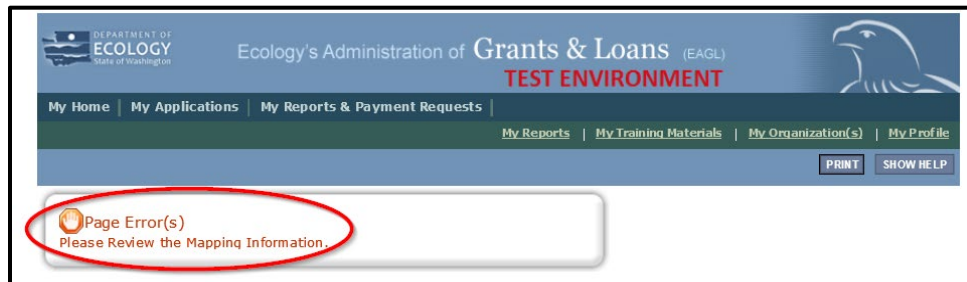 DEPARTMENT OF
ECOLOGY
State of Washington
Ecology's Administration of Grants & Loans (EAGL)
TEST ENVIRONMENT
My Home | My Applications | My Reports & Payment Requests |
My Reports | My Training Materials | My Organization(s) | My Profile
PRINT SHOW HELP
Page Error(s)
Please Review the Mapping Information.